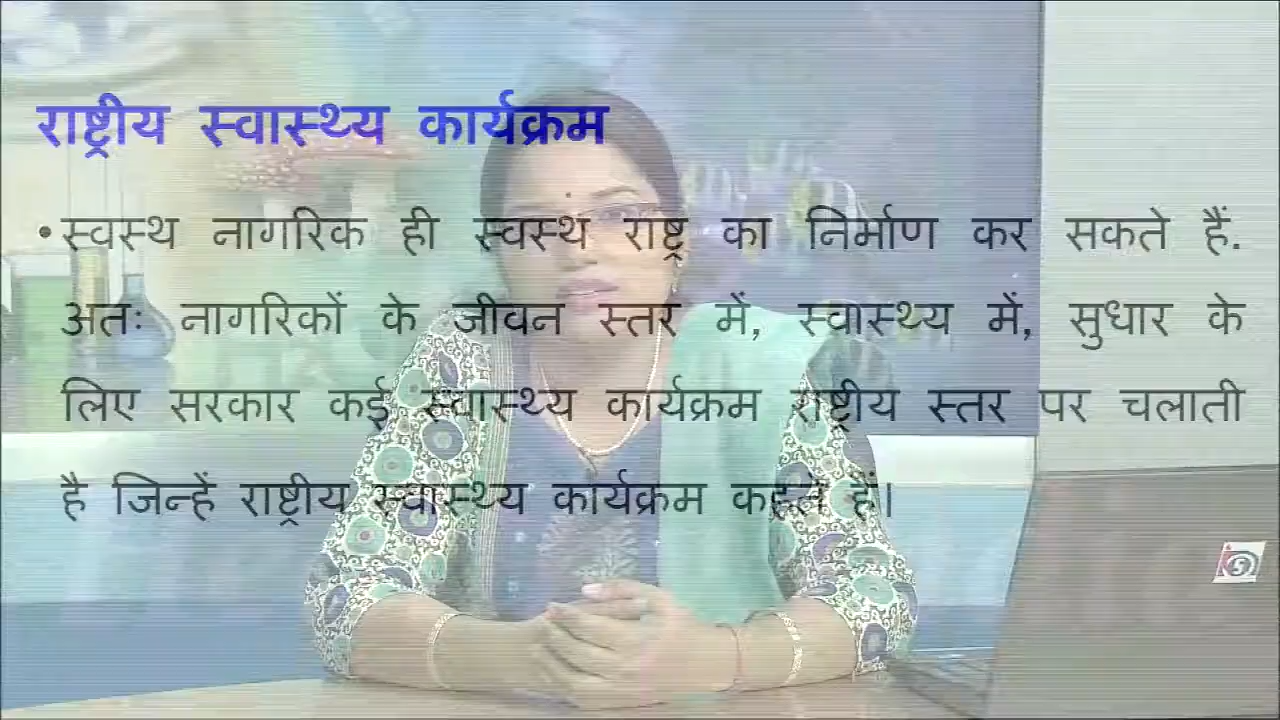 राष्ट्रीय स्वास्थ्य कार्यक्रम
•स्वस्थ नागरिक ही स्वस्थ राष्ट्र का निर्माण कर सकते हैं.
अतः नागरिकों के जीवन स्तर में, स्वास्थ्य में, सुधार के
लिए सरकार कई स्वास्थ्य कार्यक्रम राष्ट्रीय स्तर पर चलाती
है जिन्हें राष्ट्रीय स्वास्थ्य कार्यक्रम कहते हैं।